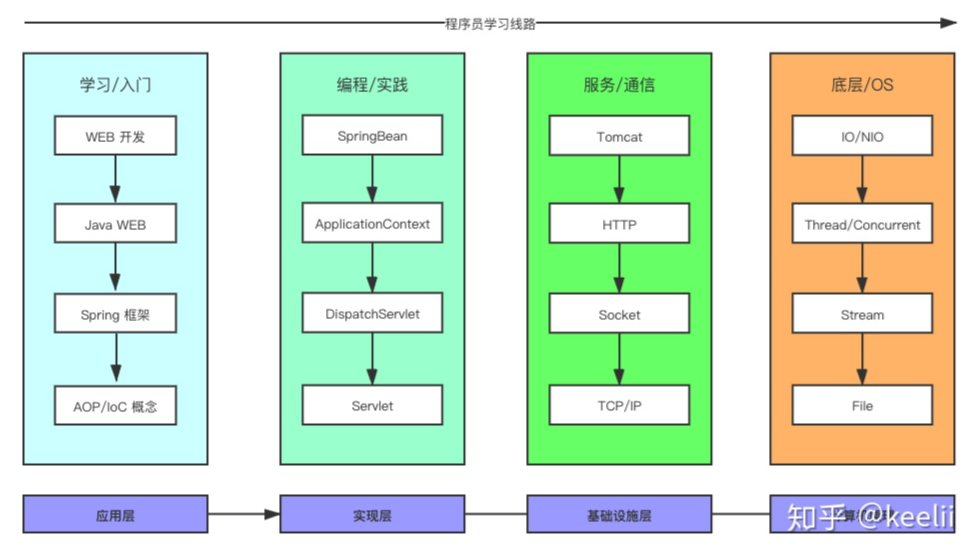 程序员学习线路
学习/入门
WEB 开发
Java WEB
Spring 框架
AOP/IoC 概念
编程/实践
SpringBean
ApplicationContext
DispatchServlet
Servlet
服务/通信
Tomcat
HTTP
Socket
TCP/IP
底层/OS
IO/NIO
Thread/Concurrent
Stream
File
应用层
实现层
基础设施层
知乎 @keelii